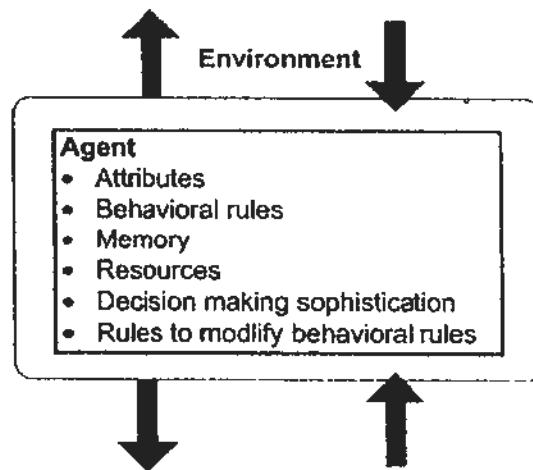 Environment
Agent
• Attributes
• Behavioral rules
• Memory
• Resources
• Decision making sophistication
• Rules to modlify behavioral rules